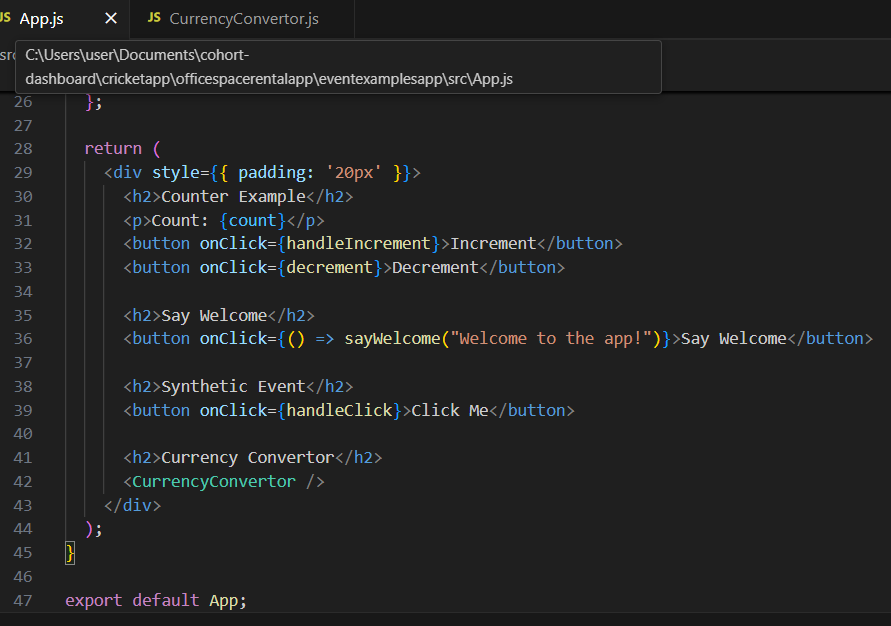 JS App.js × JS CurrencyConvertor.js
src
C:\Users\user\Documents\cohort-
dashboard\cricketapp\officespacerentalapp\eventexamplesapp\src\App.js
26 };
27
28 return (
29 <div style={{ padding: '20px' }}>
30 <h2>Counter Example</h2>
31 <p>Count: {count}</p>
32 <button onClick={handleIncrement}>Increment</button>
33 <button onClick={decrement}>Decrement</button>
34
35 <h2>Say Welcome</h2>
36 <button onClick={() => sayWelcome("Welcome to the app!")}>Say Welcome</button>
37
38 <h2>Synthetic Event</h2>
39 <button onClick={handleClick}>Click Me</button>
40
41 <h2>Currency Convertor</h2>
42 <CurrencyConvertor />
43 </div>
44 );
45 }
46
47 export default App;